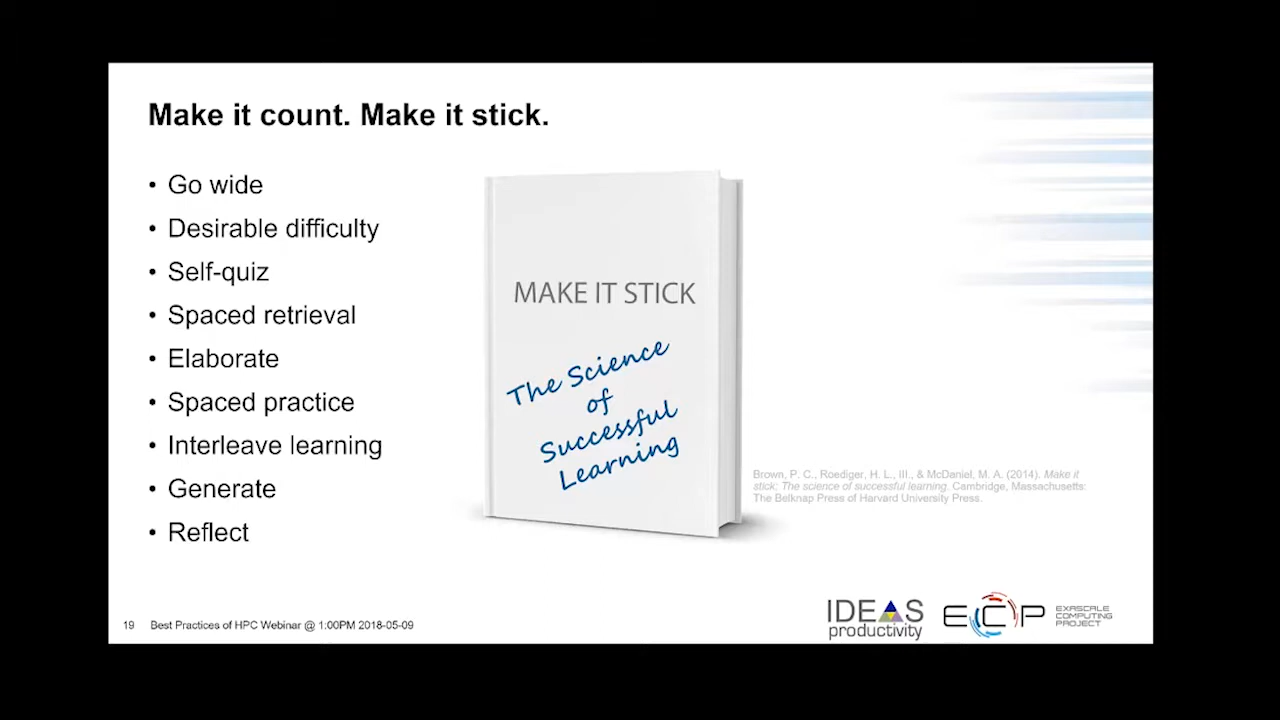 Make it count. Make it stick.
• Go wide
• Desirable difficulty
• Self-quiz
• Spaced retrieval
• Elaborate
• Spaced practice
• Interleave learning
• Generate
• Reflect
MAKE IT STICK
The Science
of
Successful
Learning
Brown, P. C., Roediger, H. L., III., & McDaniel, M. A. (2014). Make it
stick: The science of successful learning. Cambridge, Massachusetts:
The Belknap Press of Harvard University Press.
19 Best Practices of HPC Webinar @ 1:00PM 2018-05-09
IDEAS
productivity
ECP
EXASCALE
COMPUTING
PROJECT